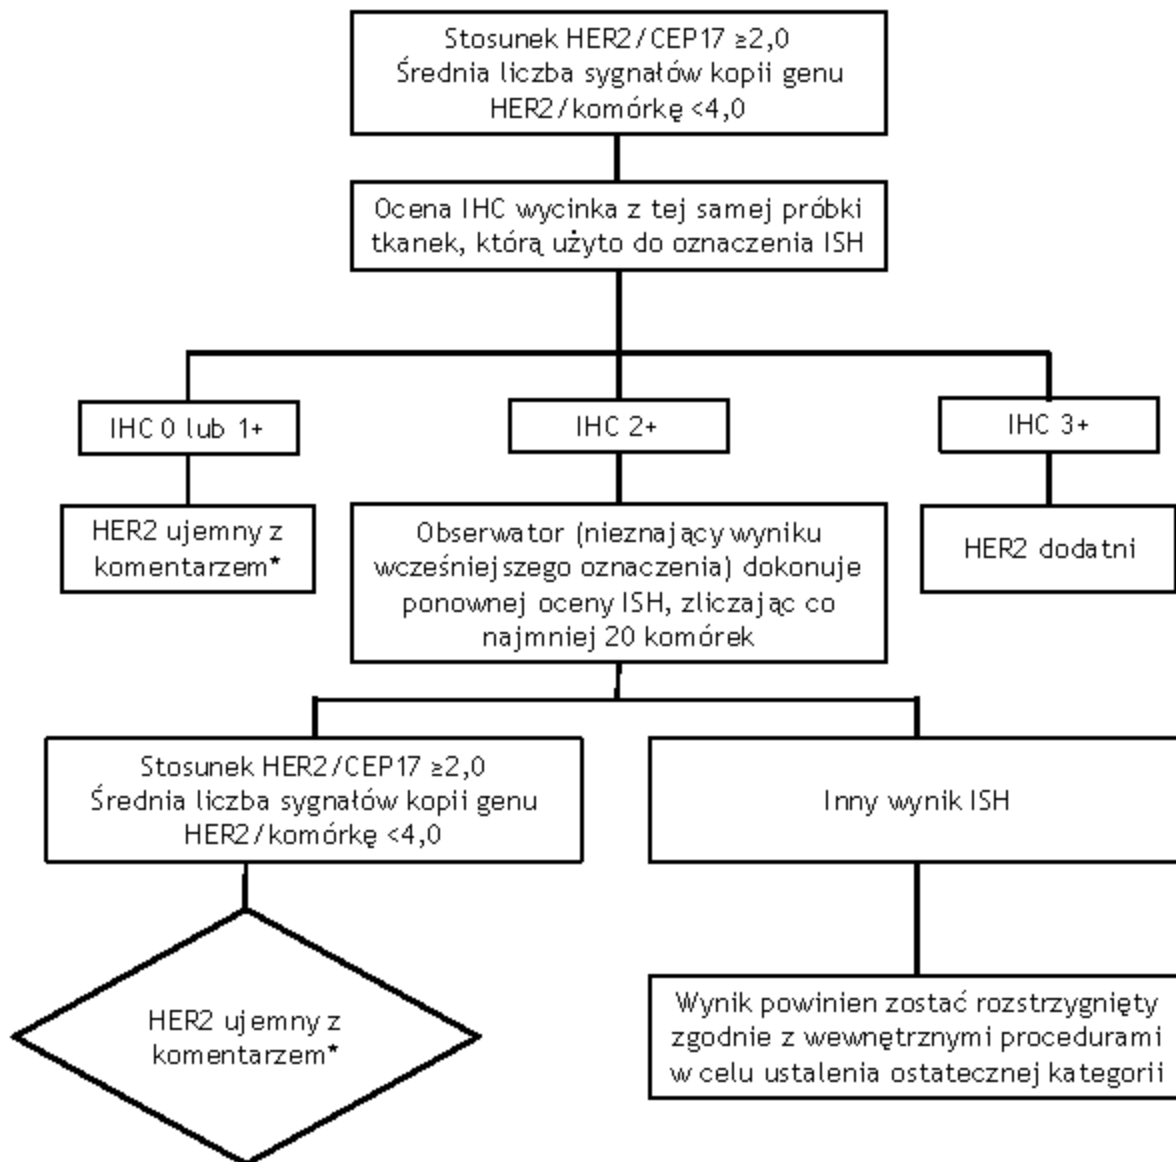 Stosunek HER2/CEP17 ≥2,0
Średnia liczba sygnałów kopii genu
HER2/komórkę <4,0
Ocena IHC wycinka z tej samej próbki
tkanek, którą użyto do oznaczenia ISH
IHC 0 lub 1+
IHC 2+
IHC 3+
HER2 ujemny z
komentarzem*
Obserwator (nieznający wyniku
wcześniejszego oznaczenia) dokonuje
ponownej oceny ISH, zliczając co
najmniej 20 komórek
HER2 dodatni
Stosunek HER2/CEP17 ≥2,0
Średnia liczba sygnałów kopii genu
HER2/komórkę <4,0
Inny wynik ISH
HER2 ujemny z
komentarzem*
Wynik powinien zostać rozstrzygnięty
zgodnie z wewnętrznymi procedurami
w celu ustalenia ostatecznej kategorii